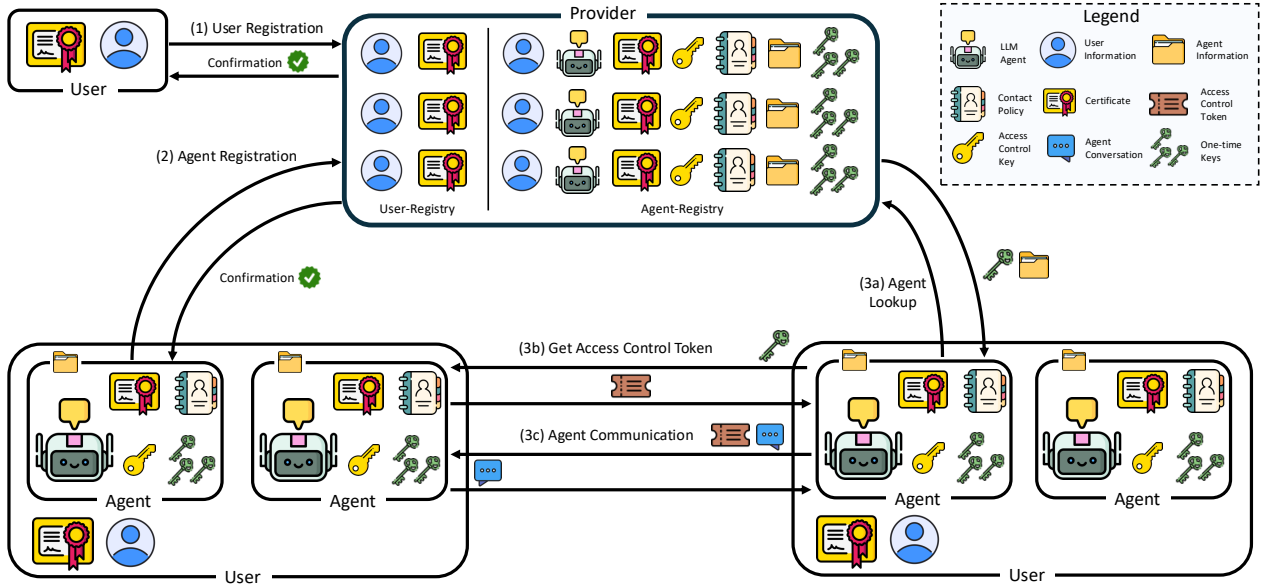 Provider
(1) User Registration
Confirmation
User
(2) Agent Registration
User-Registry
Agent-Registry
Legend
LLM
Agent
User
Information
Agent
Information
Contact
Policy
Certificate
Access
Control
Token
Access
Control
Key
Agent
Conversation
One-time
Keys
Confirmation
(3a) Agent
Lookup
(3b) Get Access Control Token
(3c) Agent Communication
Agent
Agent
User
Agent
Agent
User